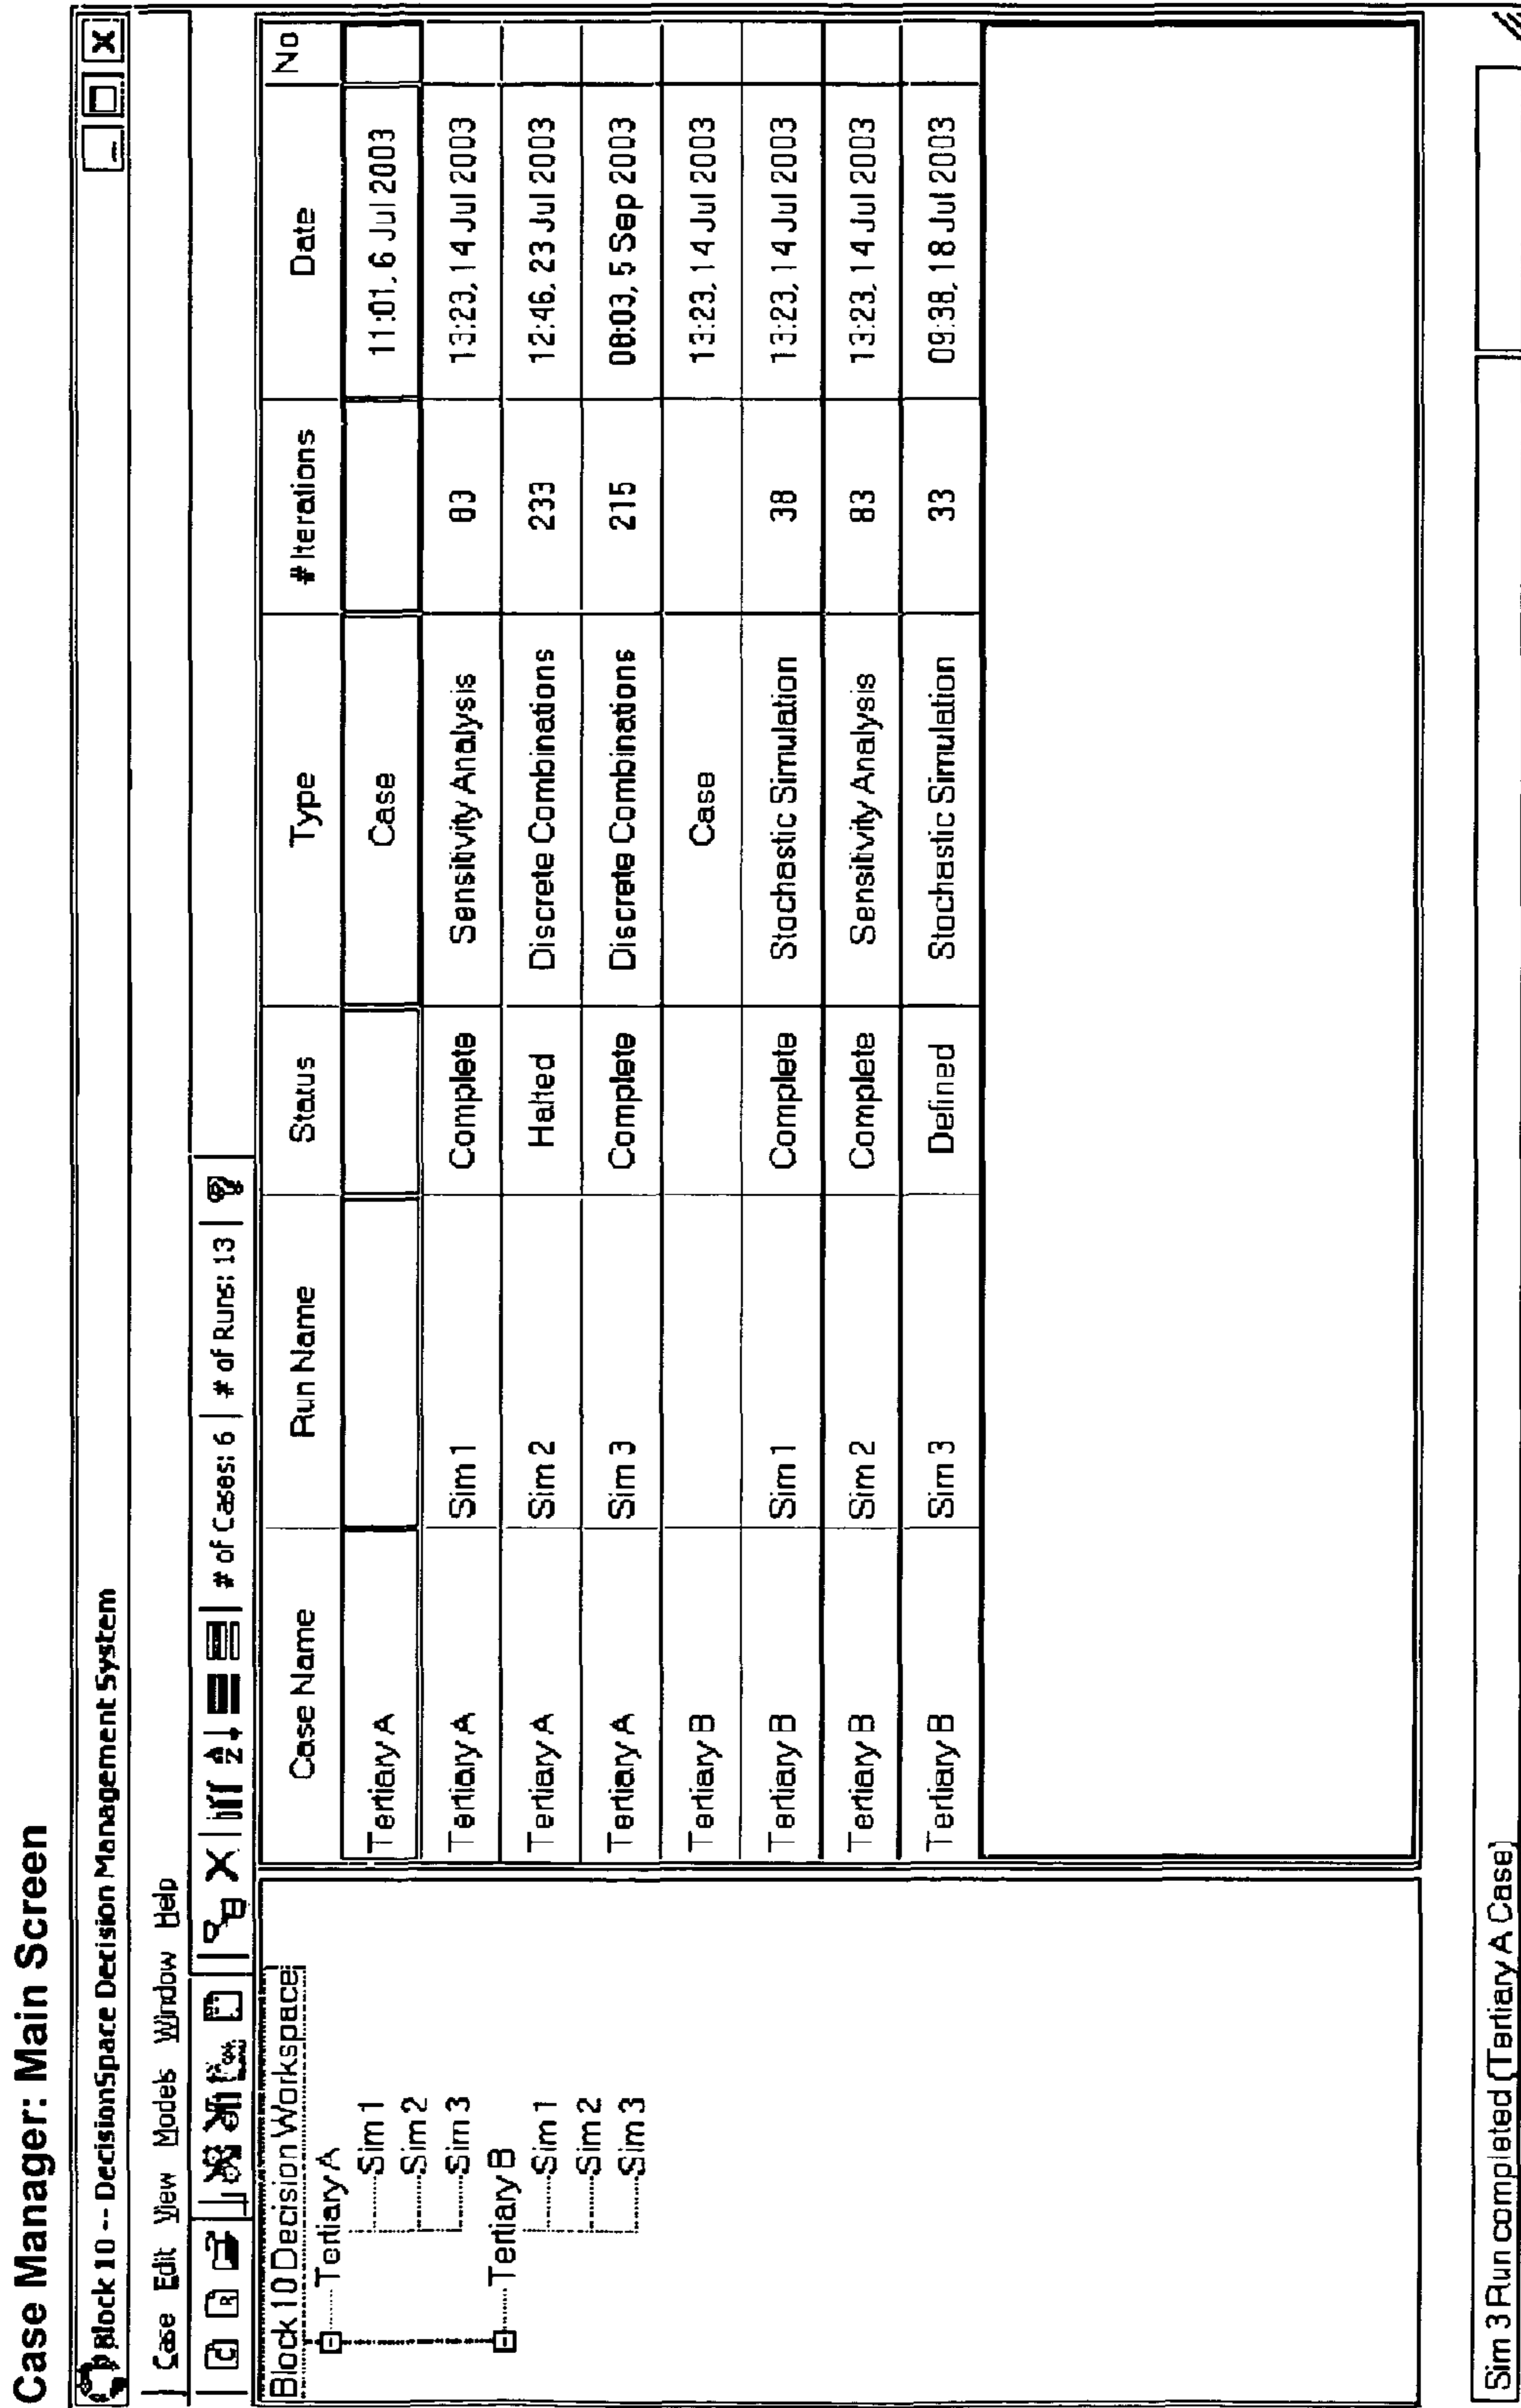 Case Manager: Main Screen
Block 10 -- DecisionSpace Decision Management System
Case Edit View Models Window Help
C R # of Cases: 6 # of Runs: 13
Block 10 Decision Workspace
Tertiary A
Sim 1
Sim 2
Sim 3
Tertiary B
Sim 1
Sim 2
Sim 3
Case Name Run Name Status Type # Iterations Date No
Tertiary A Case 11:01, 6 Jul 2003
Tertiary A Sim 1 Complete Sensitivity Analysis 83 13:23, 14 Jul 2003
Tertiary A Sim 2 Halted Discrete Combinations 233 12:46, 23 Jul 2003
Tertiary A Sim 3 Complete Discrete Combinations 215 08:03, 5 Sep 2003
Tertiary B Case 13:23, 14 Jul 2003
Tertiary B Sim 1 Complete Stochastic Simulation 38 13:23, 14 Jul 2003
Tertiary B Sim 2 Complete Sensitivity Analysis 83 13:23, 14 Jul 2003
Tertiary B Sim 3 Defined Stochastic Simulation 33 09:38, 18 Jul 2003
Sim 3 Run completed (Tertiary A Case)